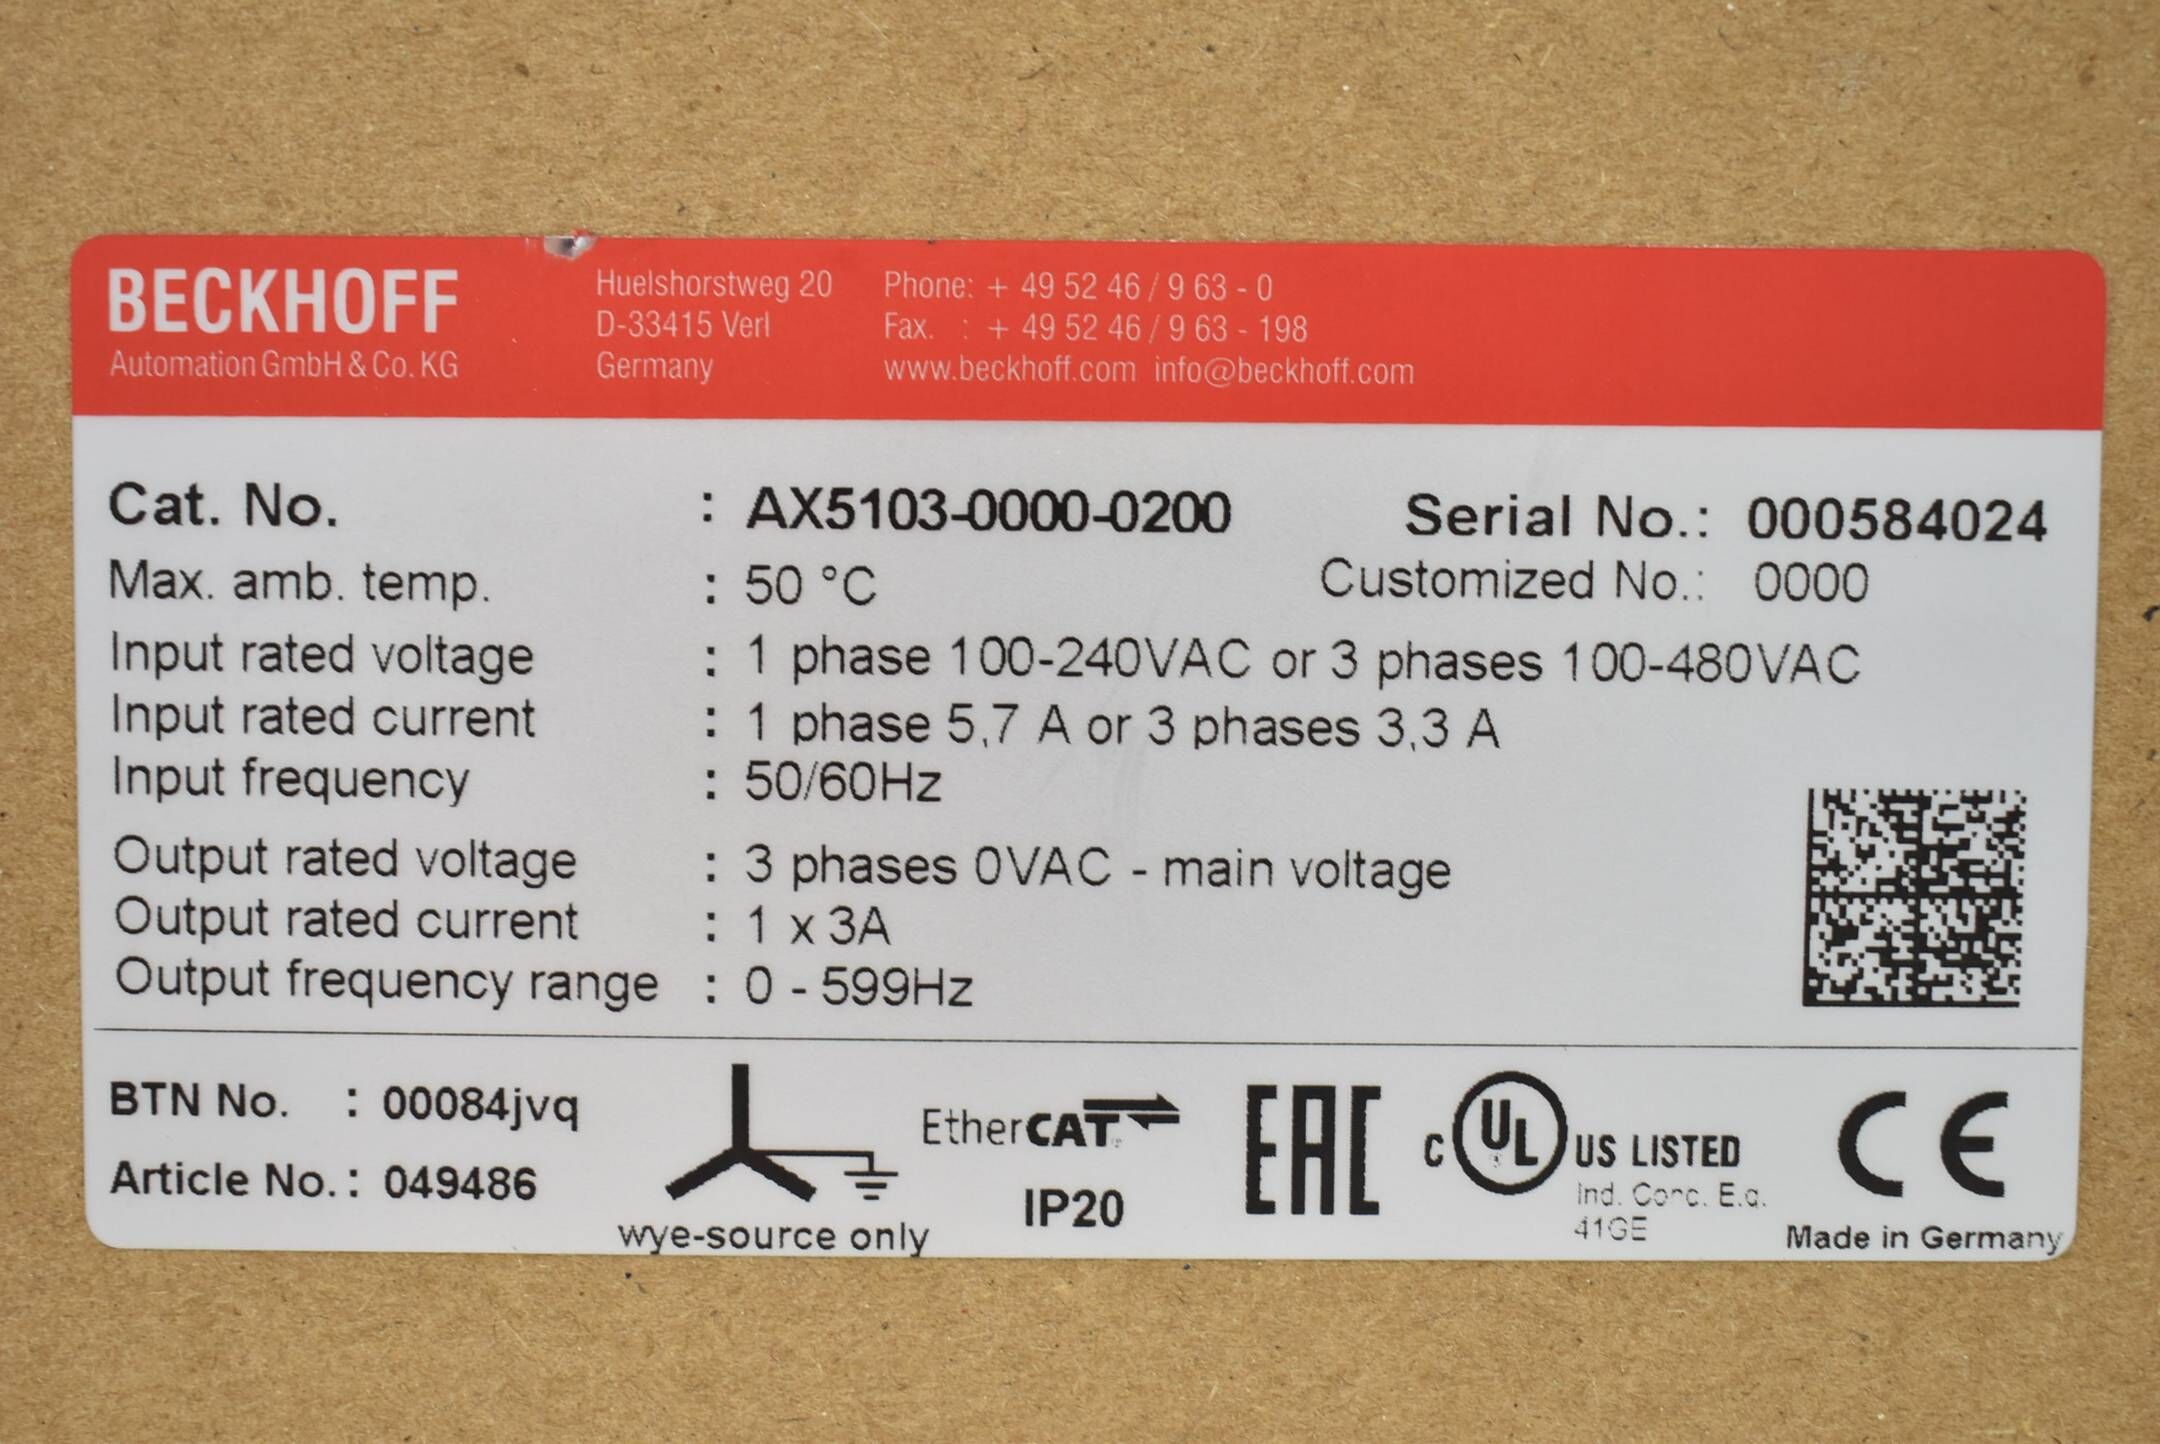 BECKHOFF
Automation GmbH & Co. KG
Huelshorstweg 20
D-33415 Verl
Germany
Phone: + 49 52 46 / 9 63 - 0
Fax. : + 49 52 46 / 9 63 - 198
www.beckhoff.com info@beckhoff.com
Cat. No. : AX5103-0000-0200 Serial No.: 000584024
Max. amb. temp. : 50 °C Customized No.: 0000
Input rated voltage : 1 phase 100-240VAC or 3 phases 100-480VAC
Input rated current : 1 phase 5,7 A or 3 phases 3,3 A
Input frequency : 50/60Hz
Output rated voltage : 3 phases 0VAC - main voltage
Output rated current : 1 x 3A
Output frequency range : 0 - 599Hz
BTN No. : 00084jvq
Article No.: 049486
wye-source only
EtherCAT
IP20
EAC
C UL US LISTED
Ind. Conc. E.q.
41GE
CE
Made in Germany